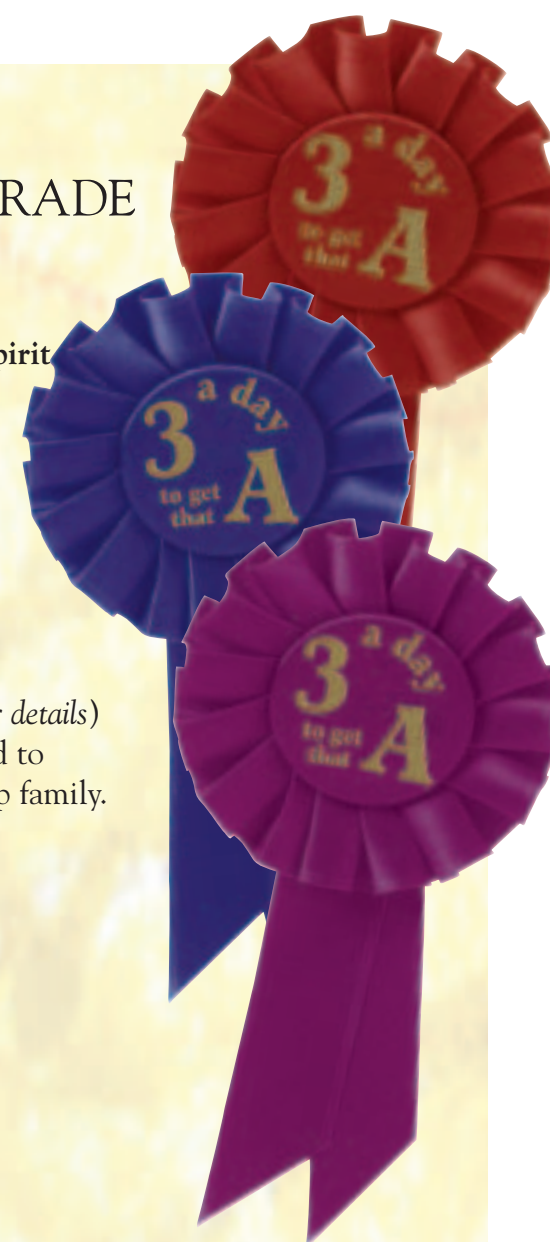 RADE
pirit
details)
d to
p family.
a day
3
to get
that
A
a day
3
to get
that
A
a day
3
to get
that
A